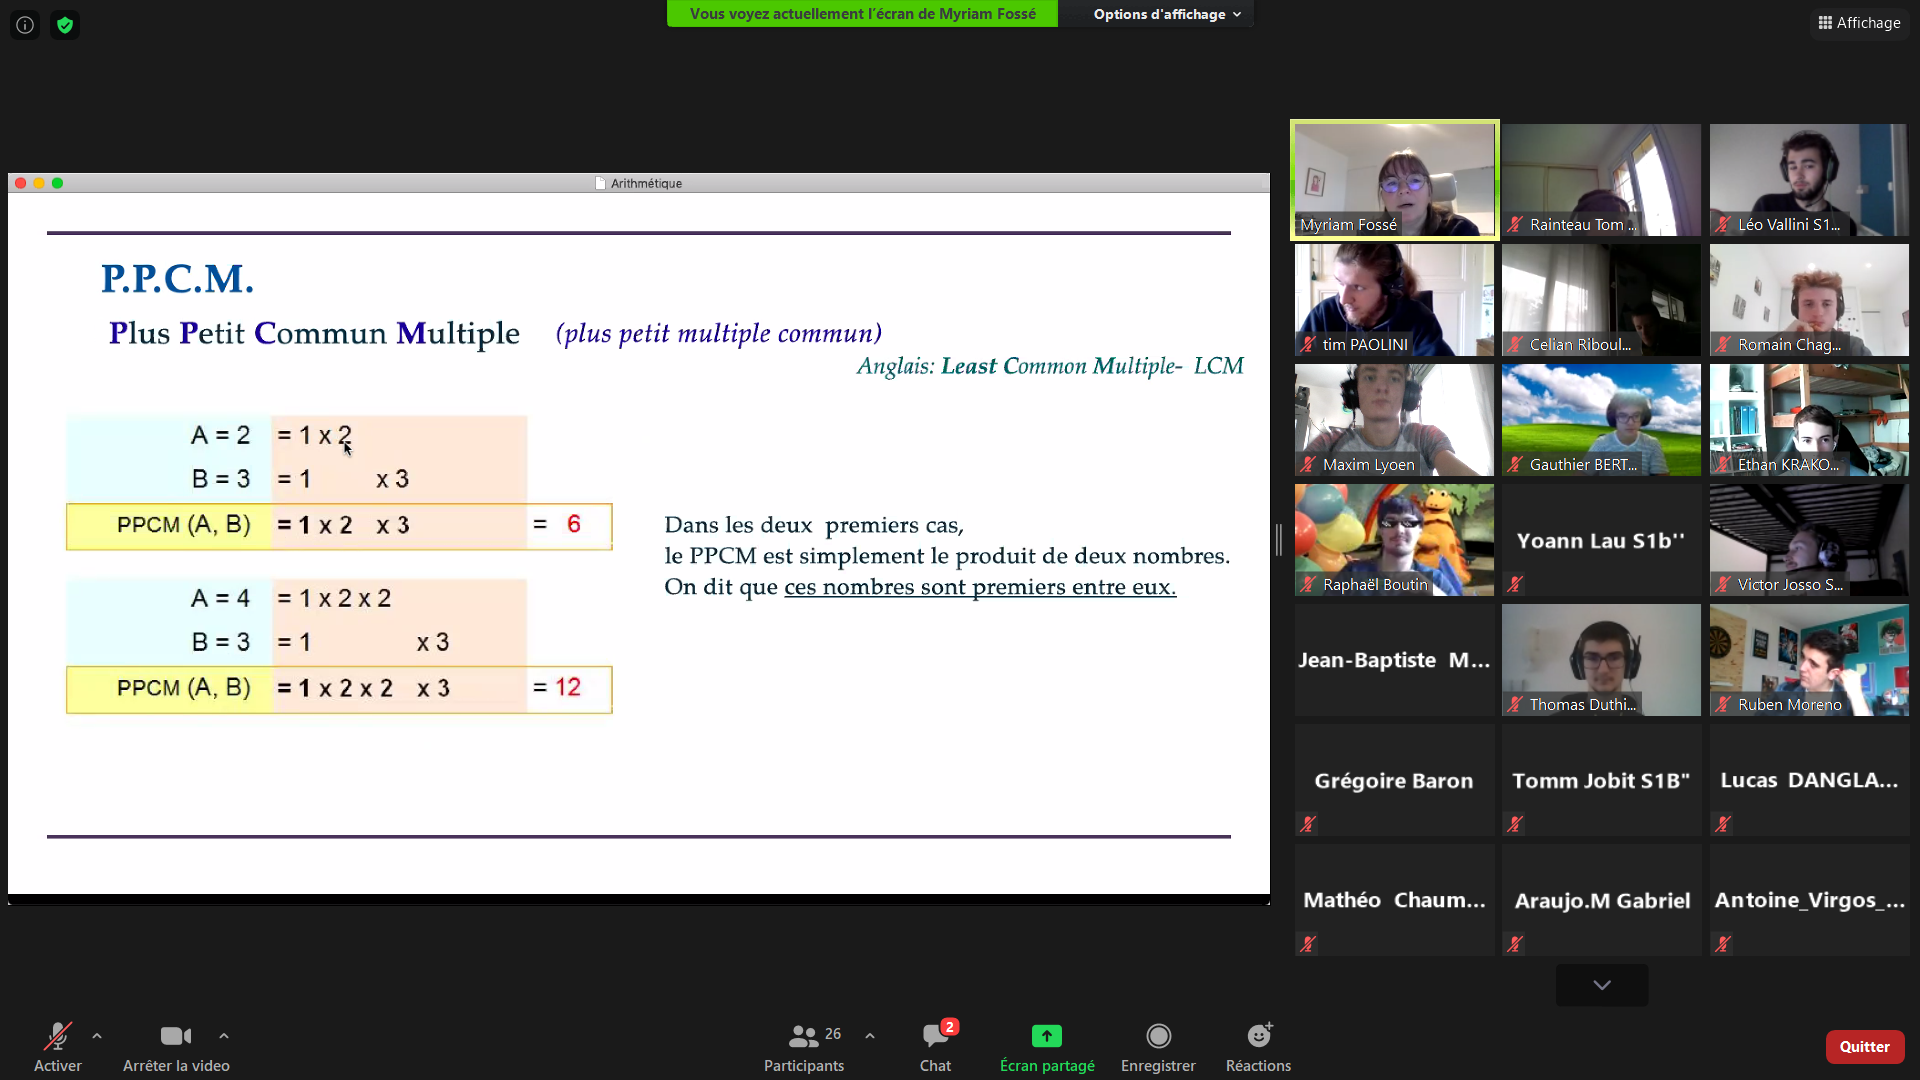 Vous voyez actuellement l'écran de Myriam Fossé
Options d'affichage
Affichage
Arithmétique
P.P.C.M.
Plus Petit Commun Multiple (plus petit multiple commun)
Anglais: Least Common Multiple- LCM
A = 2 = 1 x 2
B = 3 = 1 x 3
PPCM (A, B) = 1 x 2 x 3 = 6
A = 4 = 1 x 2 x 2
B = 3 = 1 x 3
PPCM (A, B) = 1 x 2 x 2 x 3 = 12
Dans les deux premiers cas,
le PPCM est simplement le produit de deux nombres.
On dit que ces nombres sont premiers entre eux.
Myriam Fossé
Rainteau Tom ...
Léo Vallini S1...
tim PAOLINI
Celian Riboul...
Romain Chag...
Maxim Lyoen
Gauthier BERT...
Ethan KRAKO...
Raphaël Boutin
Yoann Lau S1b''
Victor Josso S...
Jean-Baptiste M...
Thomas Duthi...
Ruben Moreno
Grégoire Baron
Tomm Jobit S1B"
Lucas DANGLA...
Mathéo Chaum...
Araujo.M Gabriel
Antoine_Virgos_...
Activer
Arrêter la video
26
Participants
2
Chat
Écran partagé
Enregistrer
Réactions
Quitter